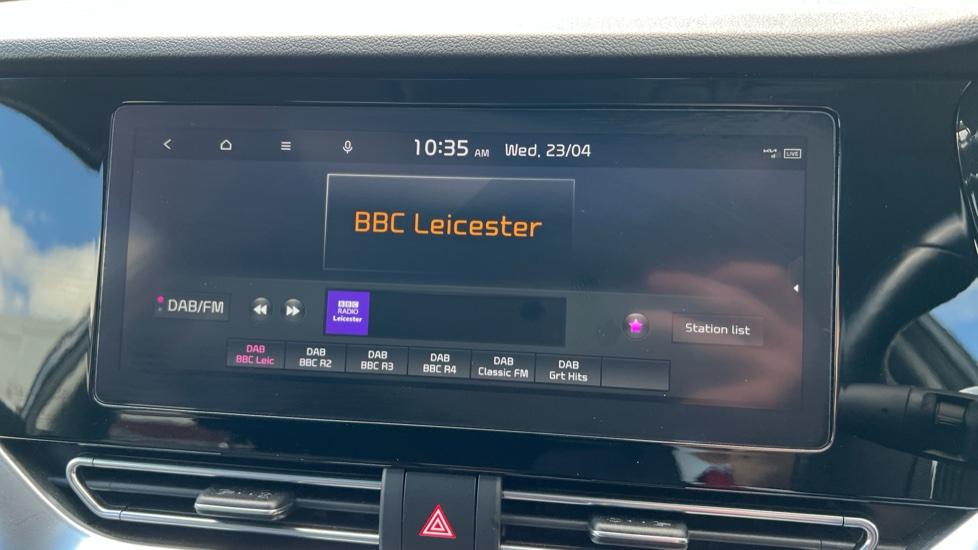 10:35 AM Wed, 23/04
KIA LIVE
BBC Leicester
DAB/FM
BBC
RADIO
Leicester
Station list
DAB
BBC Leic
DAB
BBC R2
DAB
BBC R3
DAB
BBC R4
DAB
Classic FM
DAB
Grt Hits